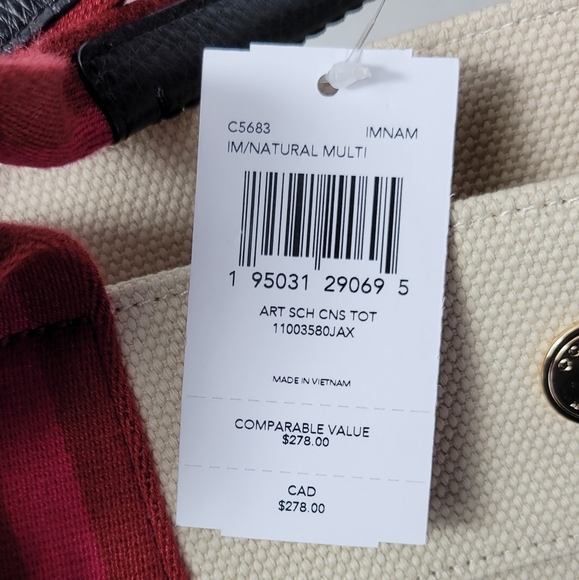 C5683 IMNAM
IM/NATURAL MULTI
1 95031 29069 5
ART SCH CNS TOT
11003580JAX
MADE IN VIETNAM
COMPARABLE VALUE
$278.00
CAD
$278.00